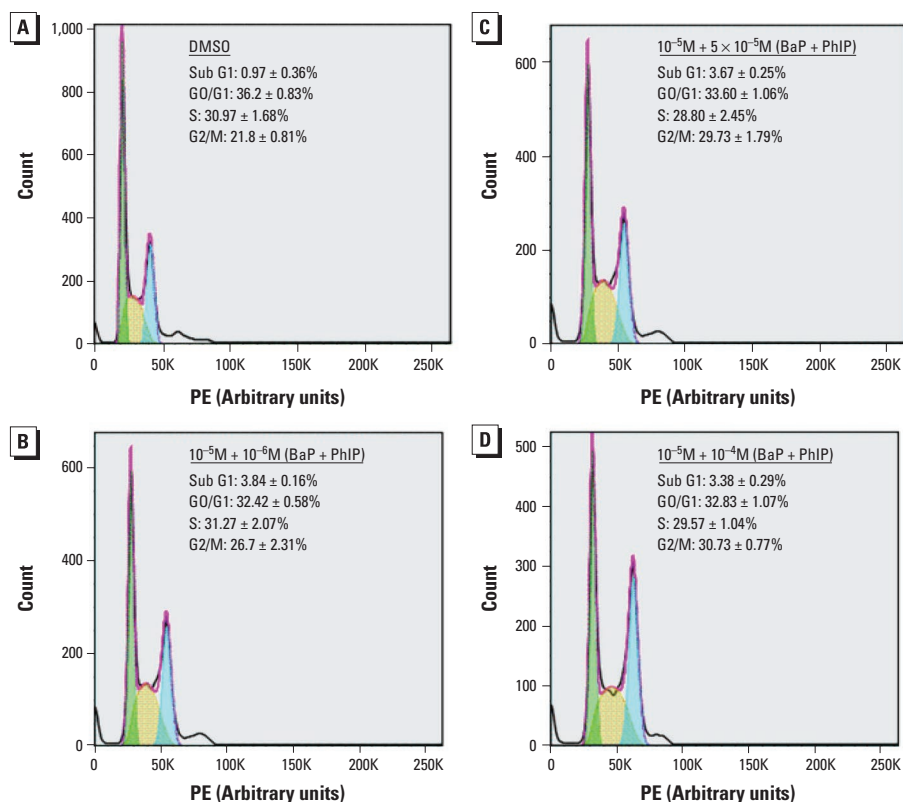 A
DMSO
Sub G1: 0.97 ± 0.36%
GO/G1: 36.2 ± 0.83%
S: 30.97 ± 1.68%
G2/M: 21.8 ± 0.81%
1,000
800
600
400
200
0
Count
0 50K 100K 150K 200K 250K
PE (Arbitrary units)
B
10⁻⁵M + 10⁻⁶M (BaP + PhIP)
Sub G1: 3.84 ± 0.16%
GO/G1: 32.42 ± 0.58%
S: 31.27 ± 2.07%
G2/M: 26.7 ± 2.31%
600
400
200
0
Count
0 50K 100K 150K 200K 250K
PE (Arbitrary units)
C
10⁻⁵M + 5 × 10⁻⁵M (BaP + PhIP)
Sub G1: 3.67 ± 0.25%
GO/G1: 33.60 ± 1.06%
S: 28.80 ± 2.45%
G2/M: 29.73 ± 1.79%
600
400
200
0
Count
0 50K 100K 150K 200K 250K
PE (Arbitrary units)
D
10⁻⁵M + 10⁻⁴M (BaP + PhIP)
Sub G1: 3.38 ± 0.29%
GO/G1: 32.83 ± 1.07%
S: 29.57 ± 1.04%
G2/M: 30.73 ± 0.77%
500
400
300
200
100
0
Count
0 50K 100K 150K 200K 250K
PE (Arbitrary units)